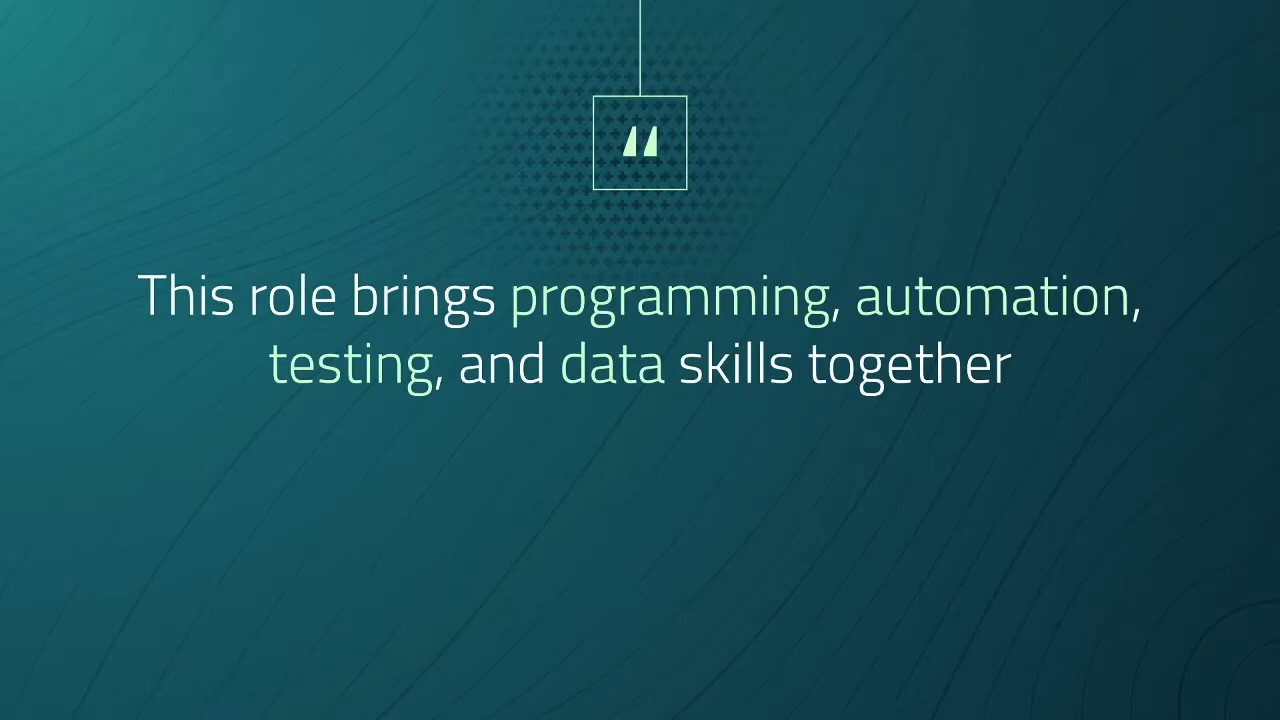 “
This role brings programming, automation,
testing, and data skills together